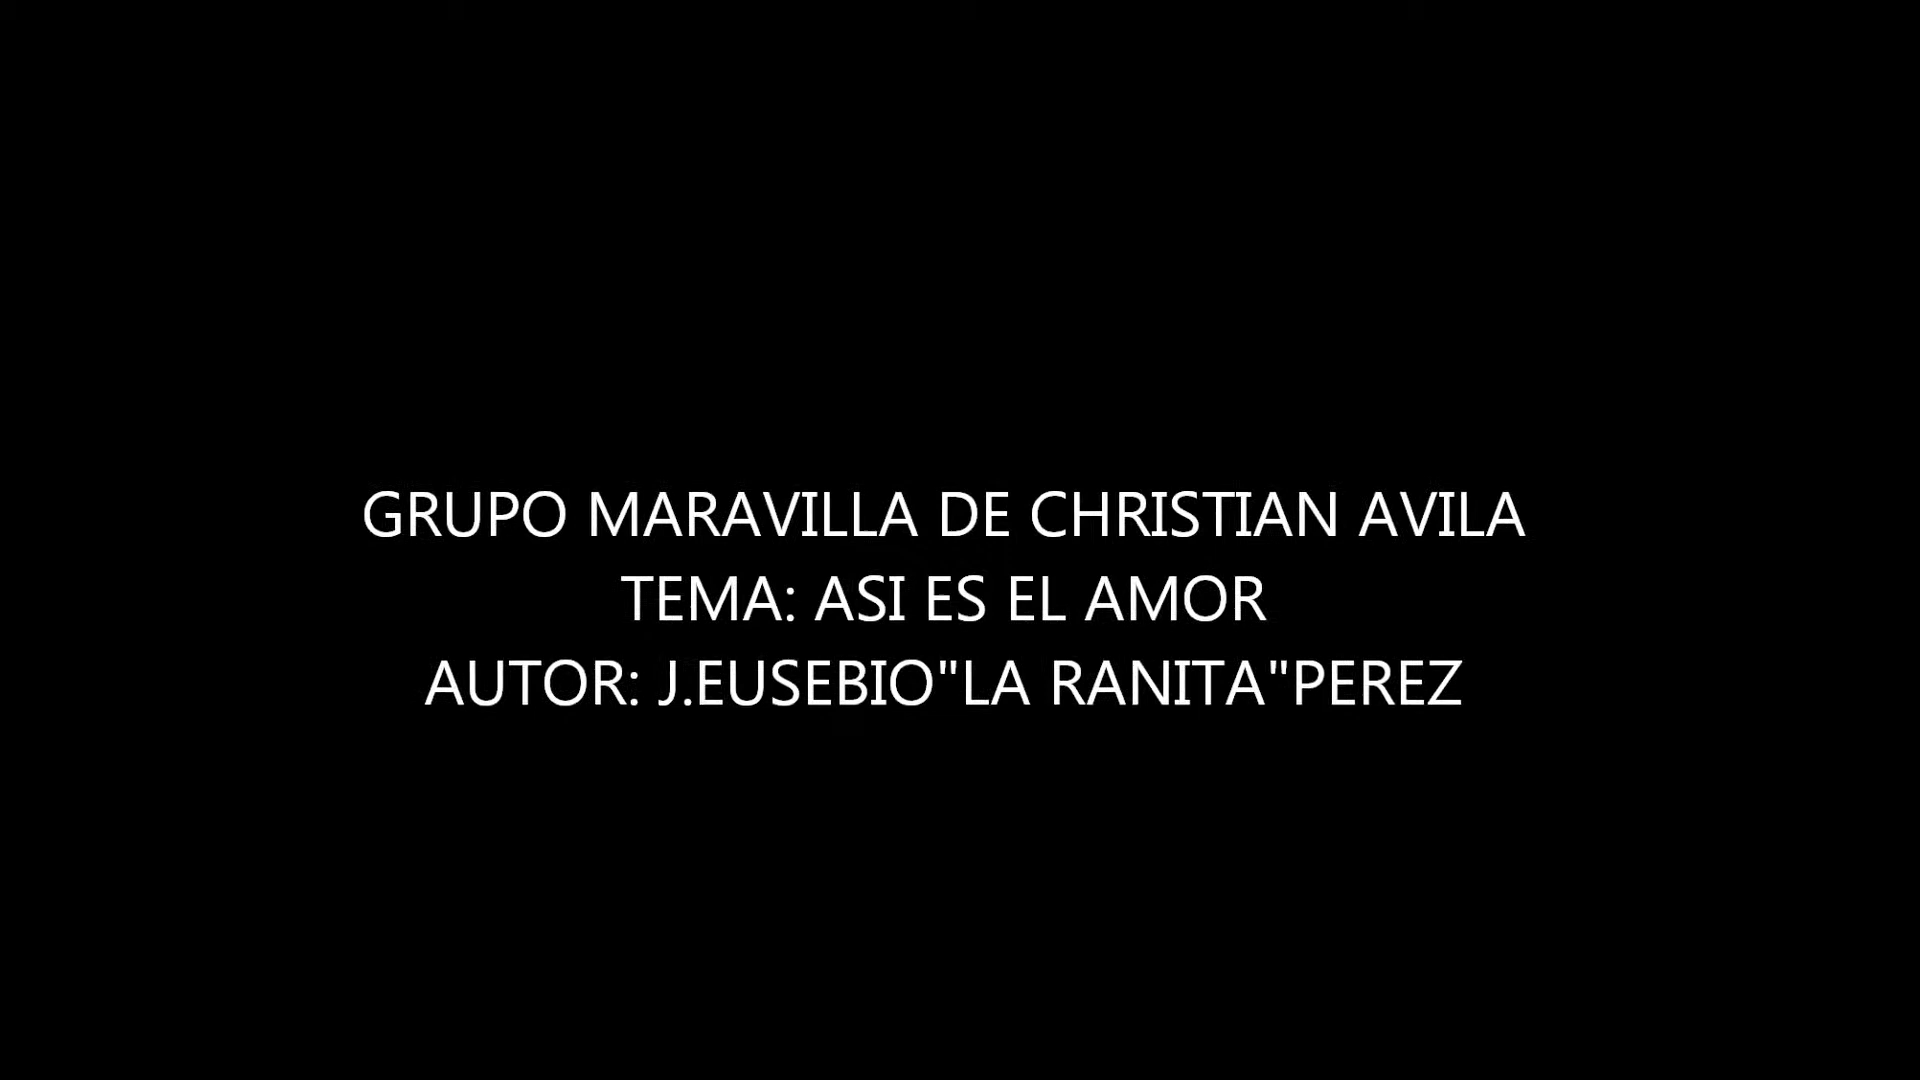 GRUPO MARAVILLA DE CHRISTIAN AVILA
TEMA: ASI ES EL AMOR
AUTOR: J.EUSEBIO"LA RANITA"PEREZ